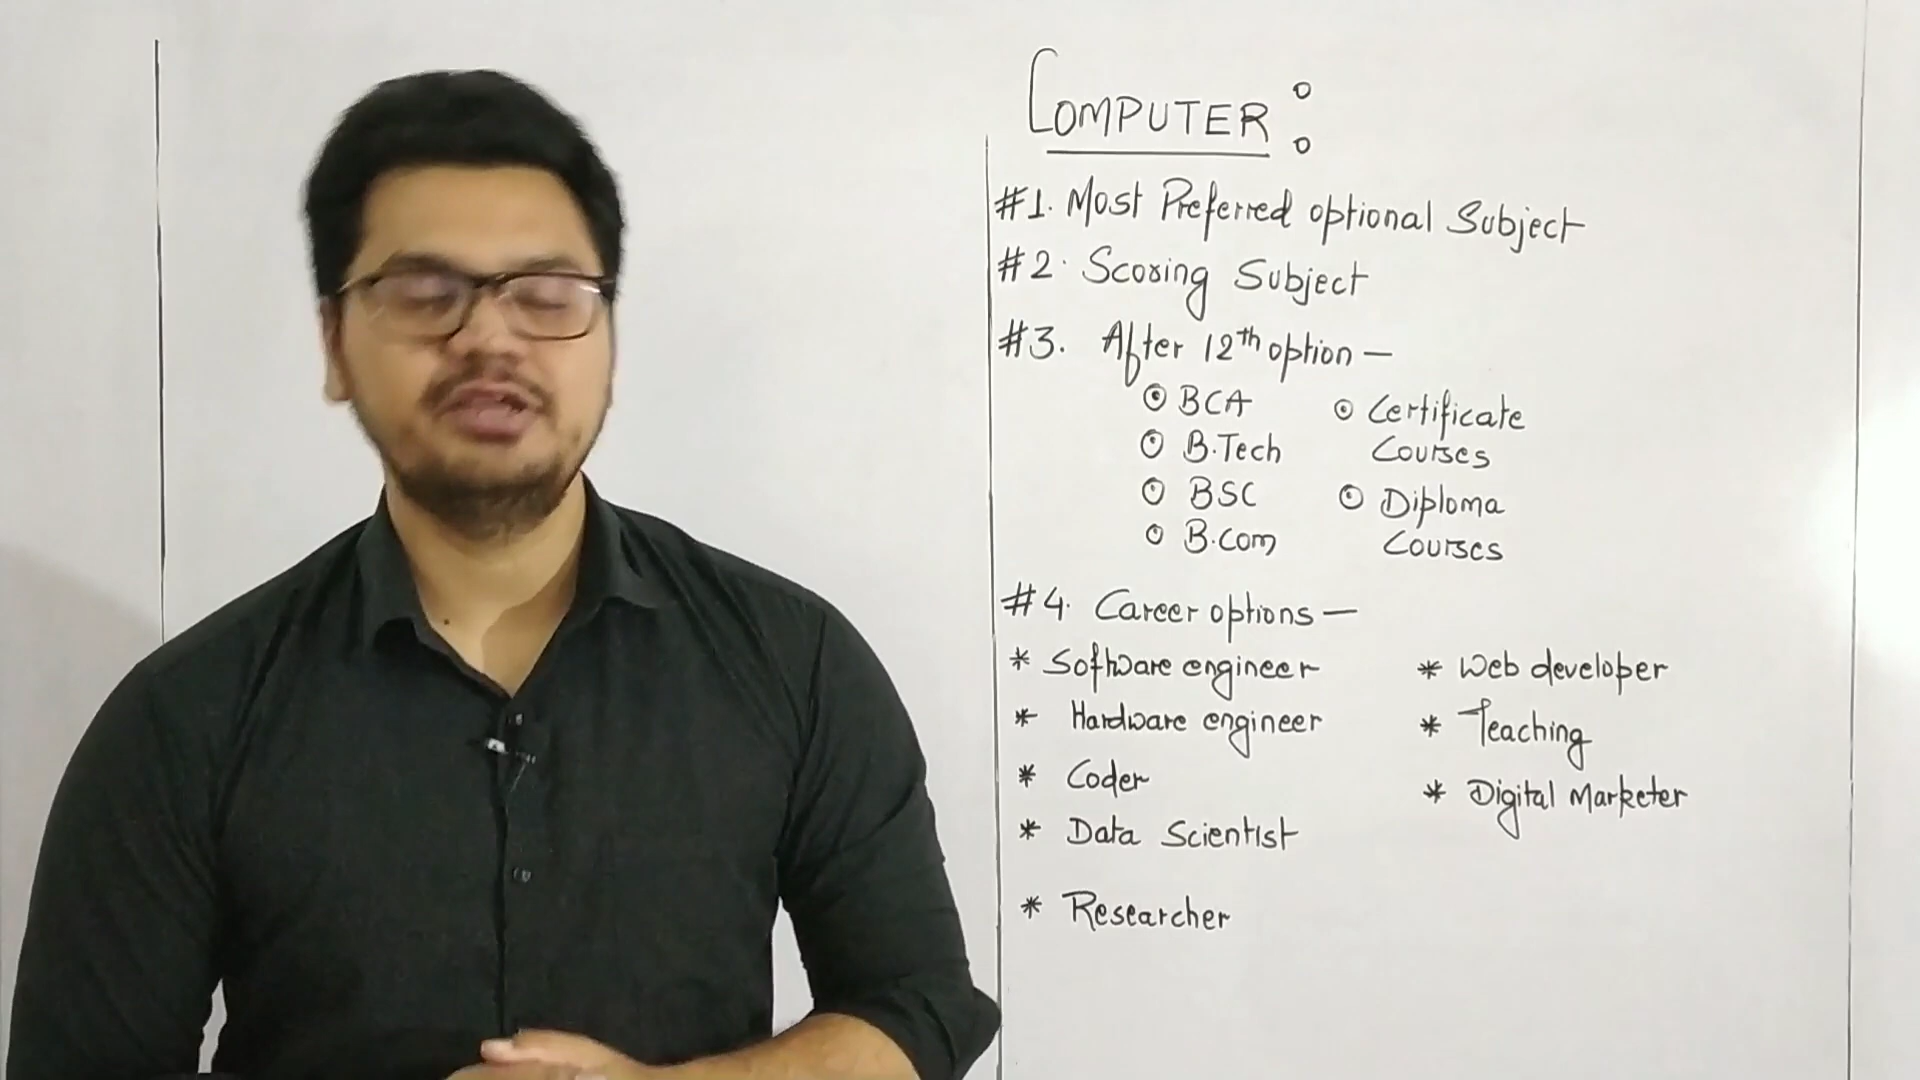 COMPUTER :
#1. Most Preferred optional Subject
#2. Scoring Subject
#3. After 12th option —
BCA
B.Tech
BSC
B.Com
Certificate
Courses
Diploma
Courses
#4. Career options —
* Software engineer
* Hardware engineer
* Coder
* Data Scientist
* Researcher
* Web developer
* Teaching
* Digital Marketer